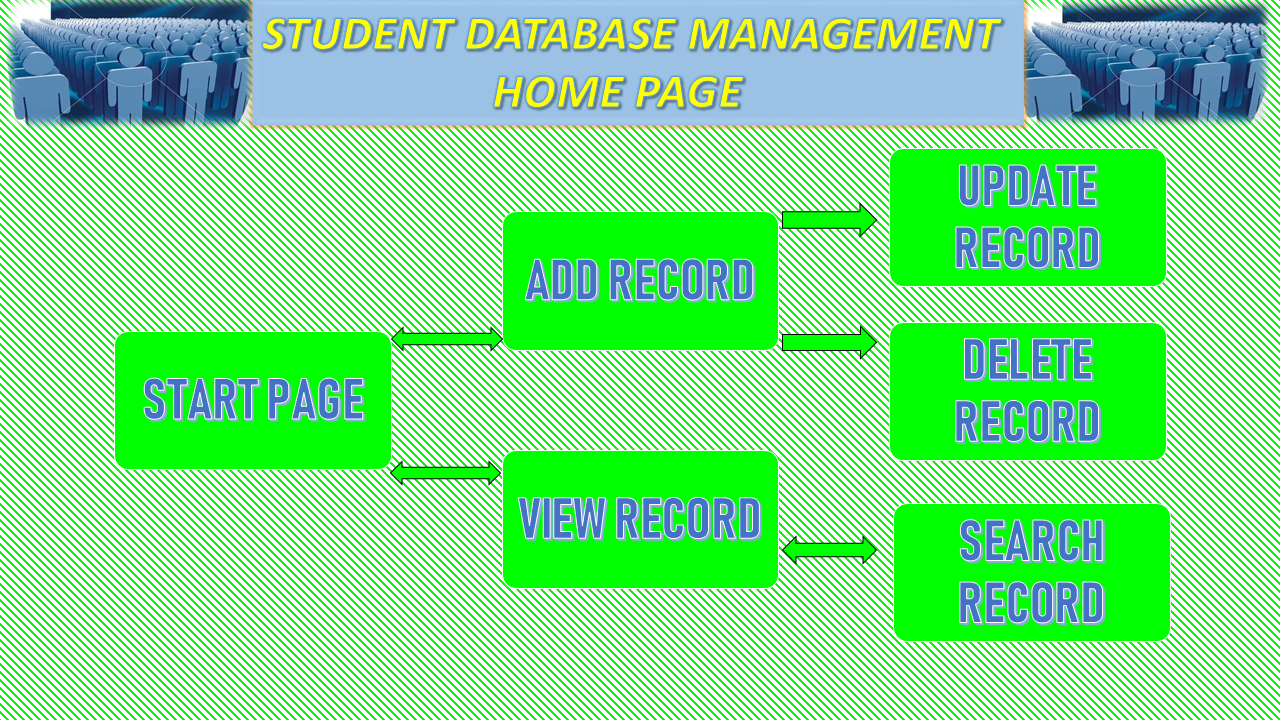 STUDENT DATABASE MANAGEMENT
HOME PAGE
START PAGE
ADD RECORD
VIEW RECORD
UPDATE
RECORD
DELETE
RECORD
SEARCH
RECORD